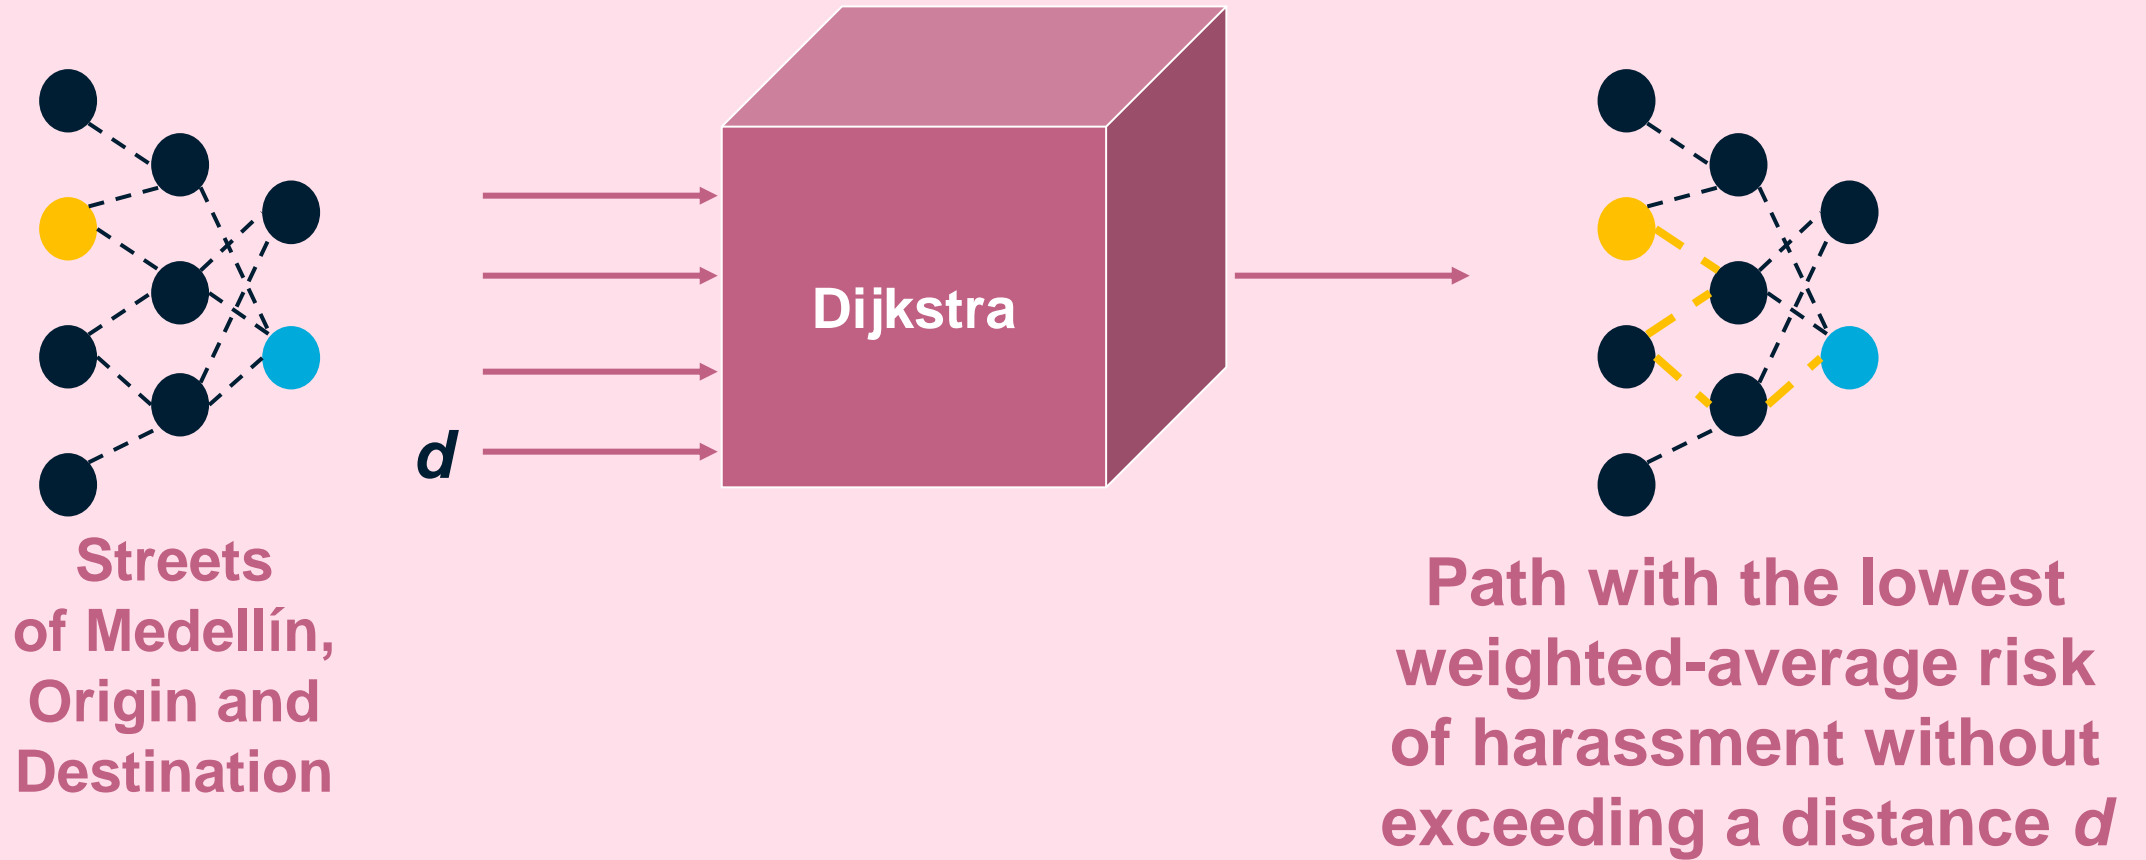 Dijkstra
d
Streets
of Medellín,
Origin and
Destination
Path with the lowest
weighted-average risk
of harassment without
exceeding a distance d